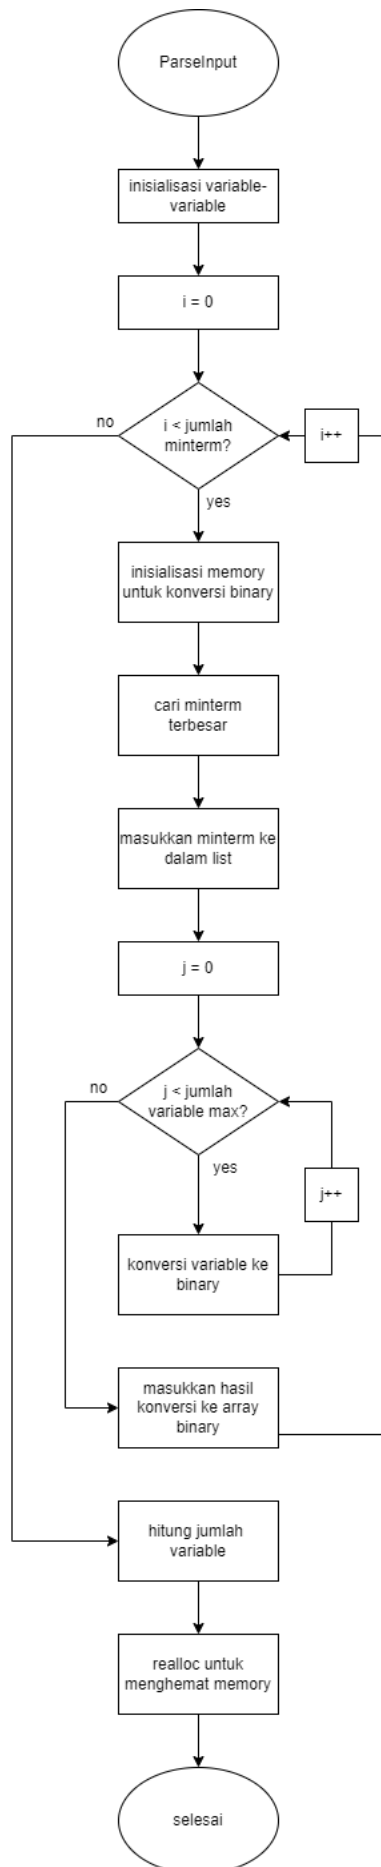 ParseInput
inisialisasi variable-
variable
i = 0
no
i < jumlah
minterm?
i++
yes
inisialisasi memory
untuk konversi binary
cari minterm
terbesar
masukkan minterm ke
dalam list
j = 0
no
j < jumlah
variable max?
yes
j++
konversi variable ke
binary
masukkan hasil
konversi ke array
binary
hitung jumlah
variable
realloc untuk
menghemat memory
selesai